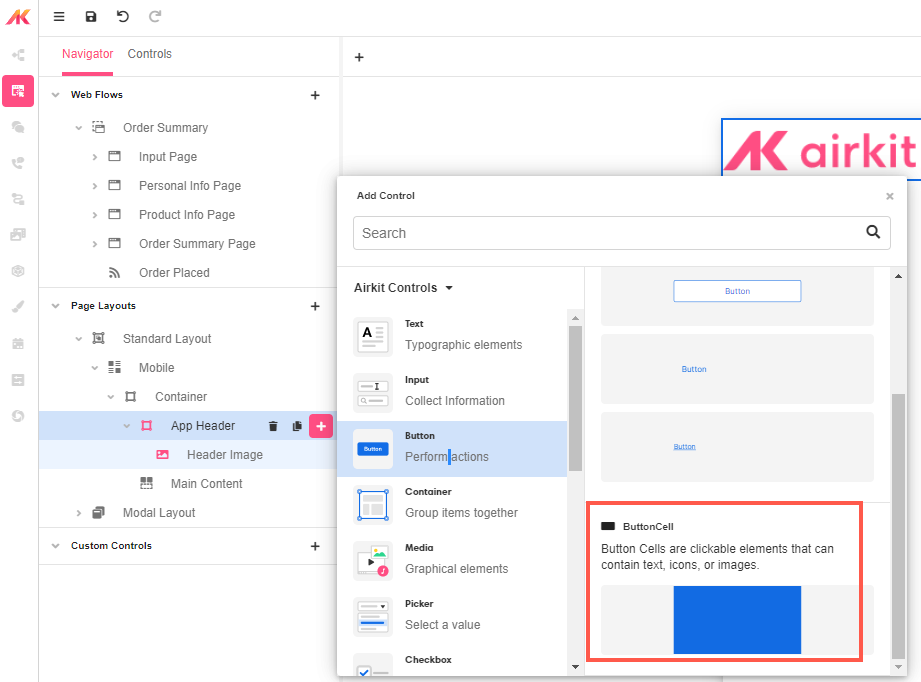 Navigator Controls
Web Flows
Order Summary
Input Page
Personal Info Page
Product Info Page
Order Summary Page
Order Placed
Page Layouts
Standard Layout
Mobile
Container
App Header
Header Image
Main Content
Modal Layout
Custom Controls
airkit
Add Control
Search
Airkit Controls
Text
Typographic elements
Input
Collect Information
Button
Button
Perform actions
Container
Group items together
Media
Graphical elements
Picker
Select a value
Checkbox
Button
Button
Button
ButtonCell
Button Cells are clickable elements that can
contain text, icons, or images.